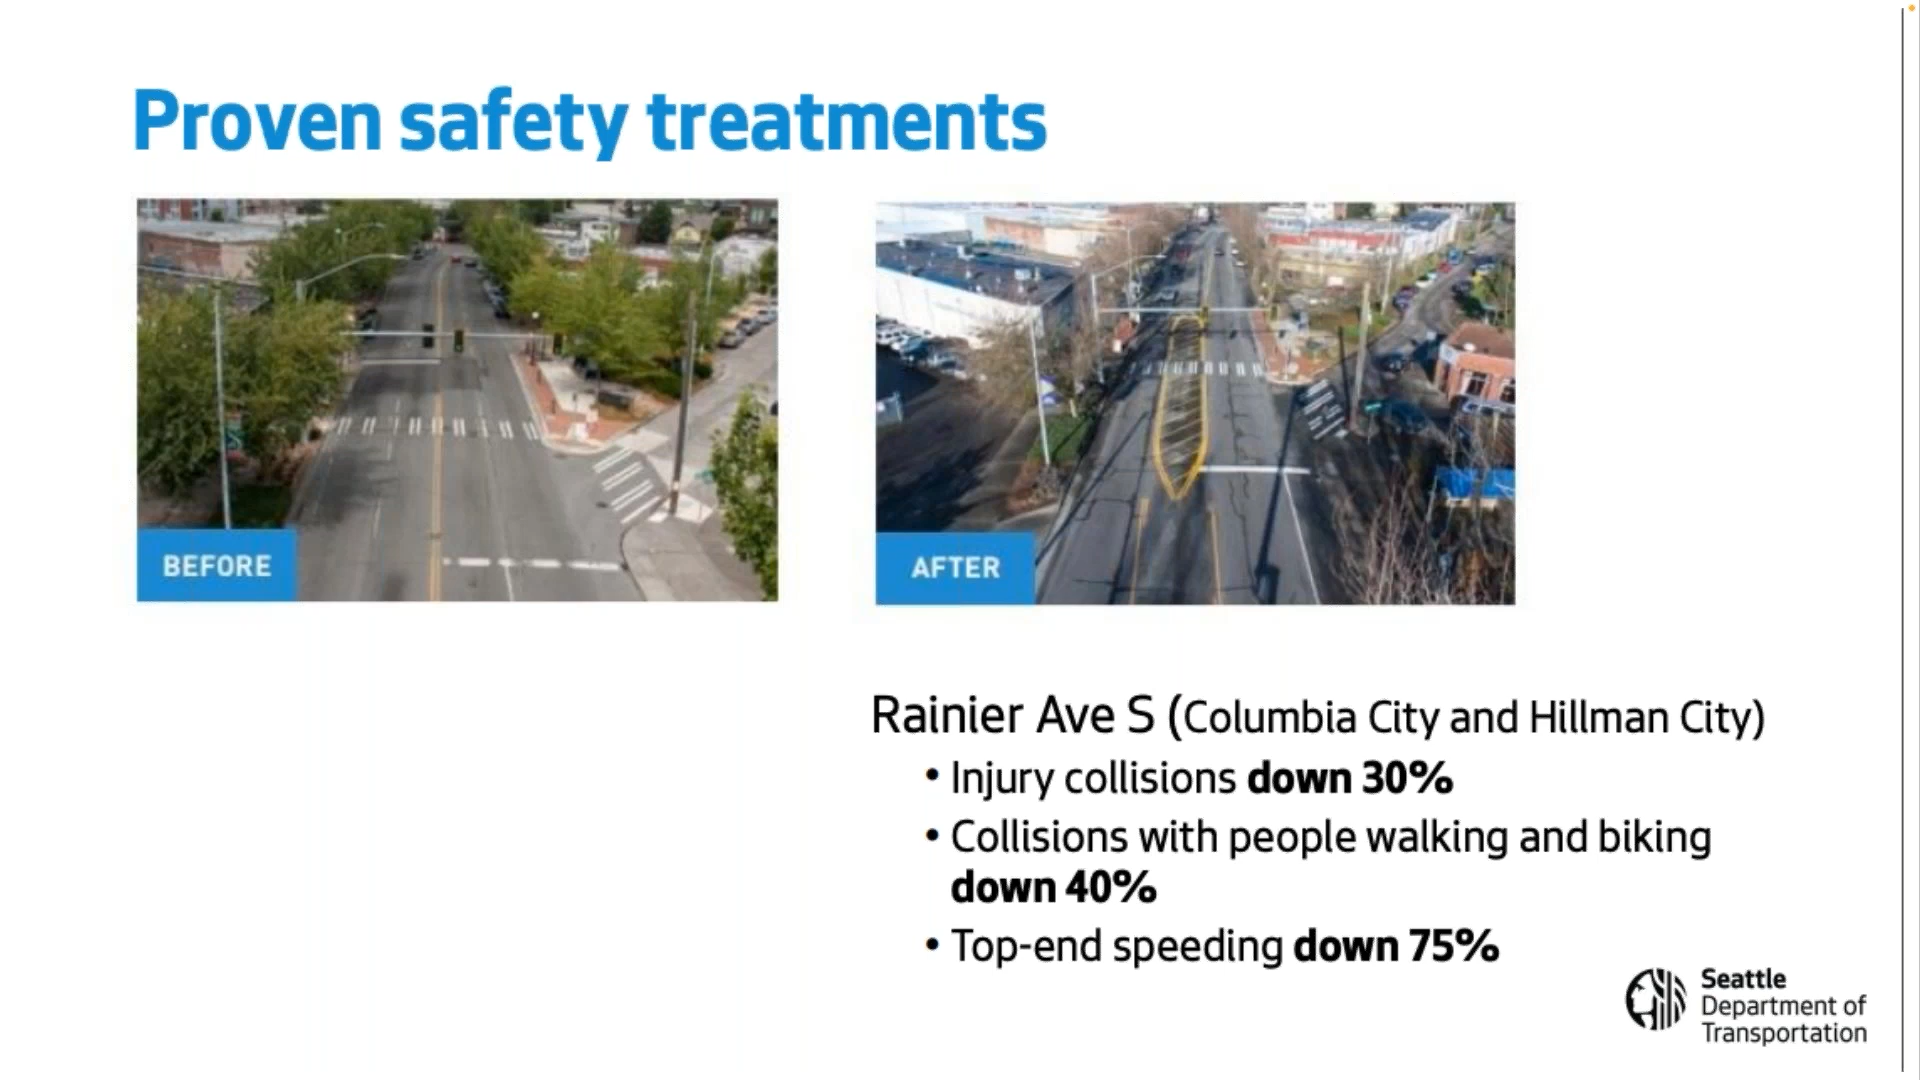 Proven safety treatments
BEFORE
AFTER
Rainier Ave S (Columbia City and Hillman City)
• Injury collisions down 30%
• Collisions with people walking and biking
down 40%
• Top-end speeding down 75%
Seattle
Department of
Transportation